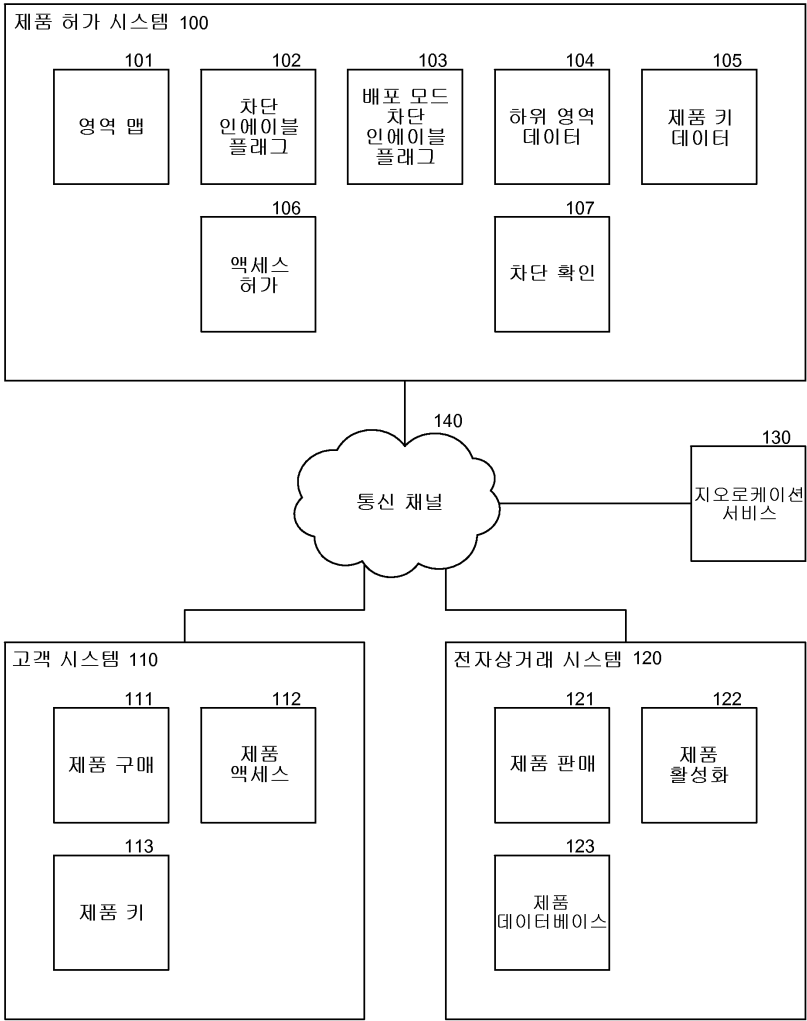 제품 허가 시스템 100
101
영역 맵
102
차단
인에이블
플래그
103
배포 모드
차단
인에이블
플래그
104
하위 영역
데이터
105
제품 키
데이터
106
액세스
허가
107
차단 확인
140
통신 채널
130
지오로케이션
서비스
고객 시스템 110
111
제품 구매
112
제품
액세스
113
제품 키
전자상거래 시스템 120
121
제품 판매
122
제품
활성화
123
제품
데이터베이스